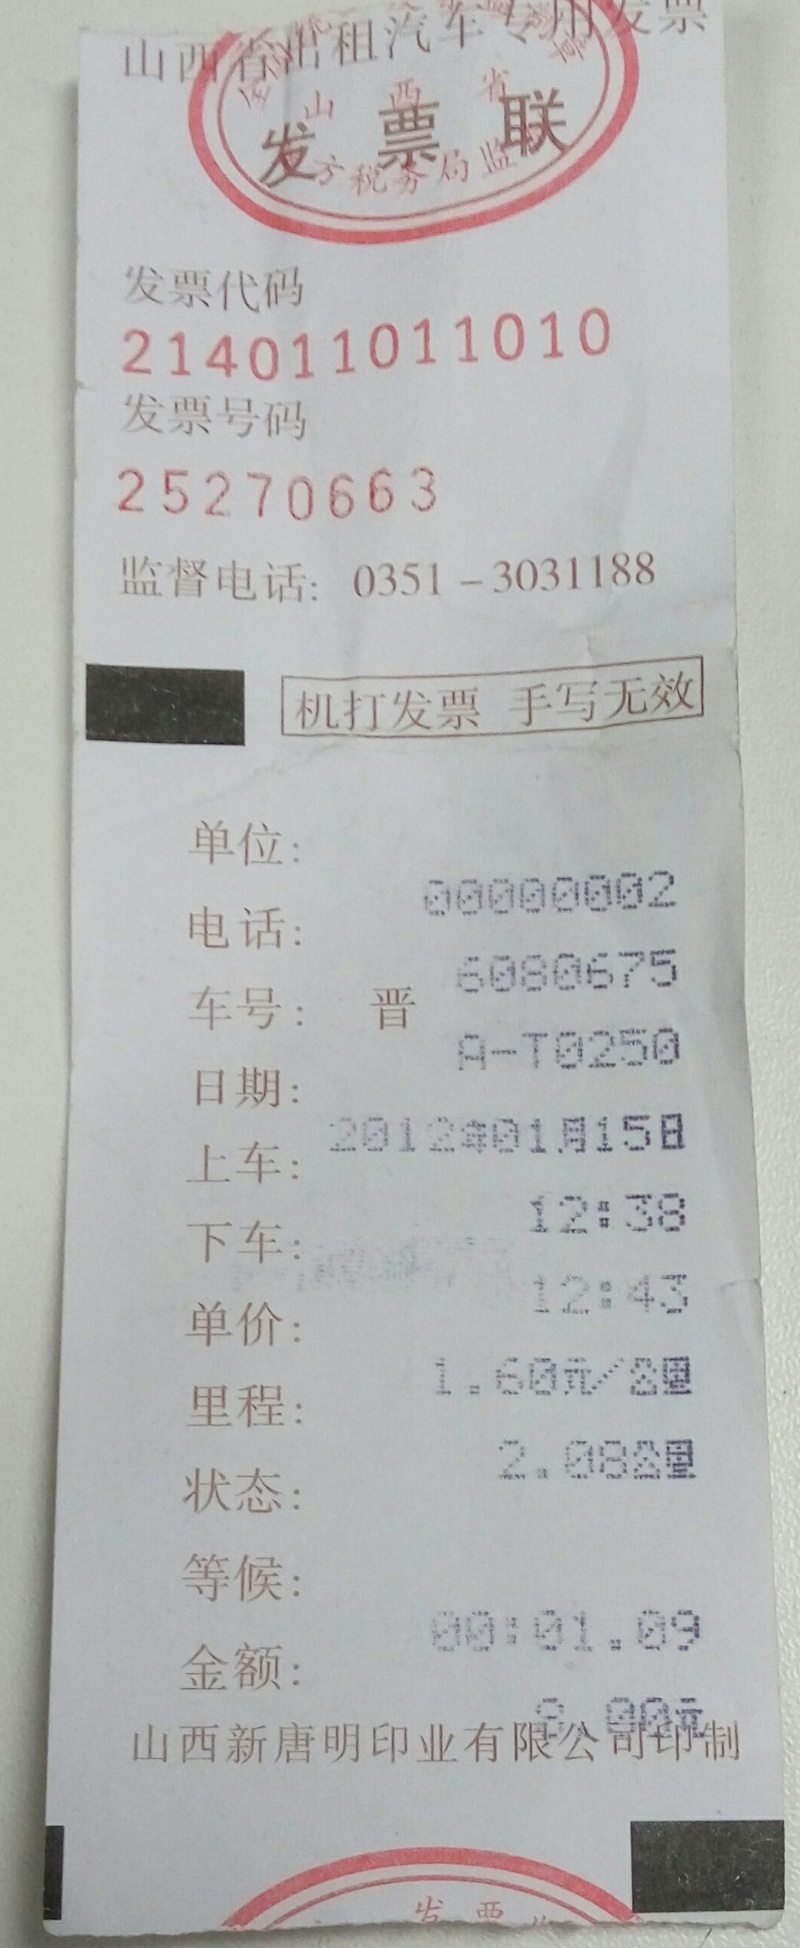 山西省出租汽车专用发票
山西省
发票联
地方税务局监
发票代码
214011011010
发票号码
25270663
监督电话: 0351-3031188
机打发票 手写无效
单位:
00000002
电话:
6080675
车号: 晋
A-T0250
日期:
2012年01月15日
上车:
12:38
下车:
12:43
单价:
1.60元/公里
里程:
2.08公里
状态:
等候:
00:01.09
金额:
8.00元
山西新唐明印业有限公司印制
发票